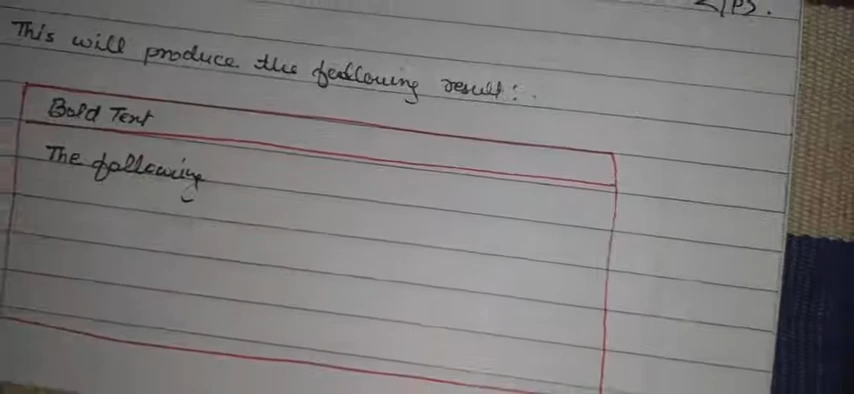 This will produce the following result:
Bold Text
The following